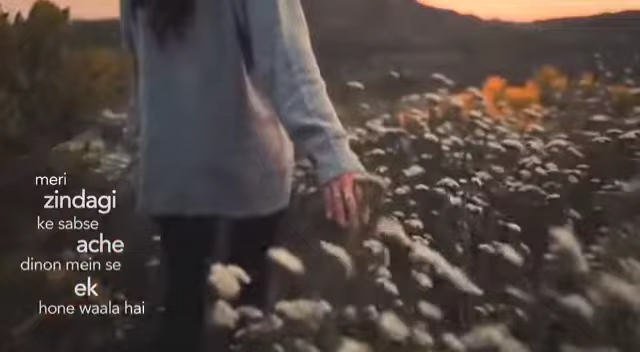 meri
zindagi
ke sabse
ache
dinon mein se
ek
hone waala hai